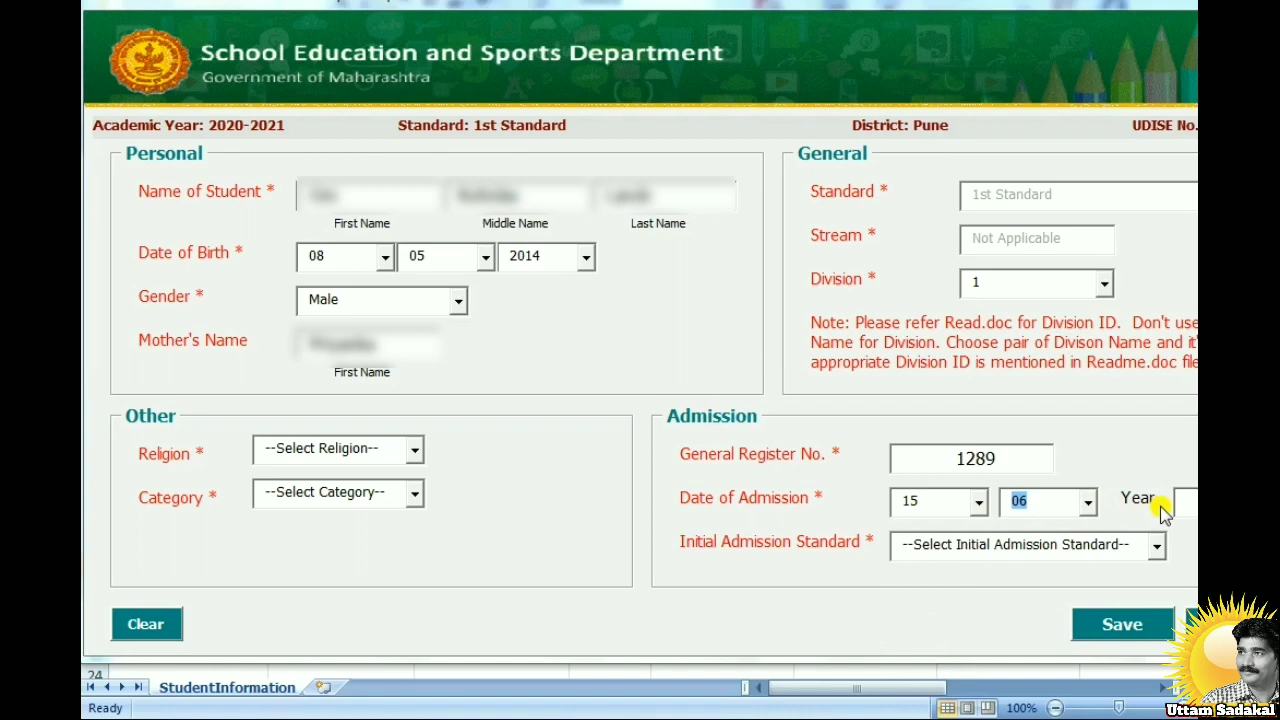 School Education and Sports Department
Government of Maharashtra
Academic Year: 2020-2021 Standard: 1st Standard District: Pune UDISE No.
Personal
Name of Student *
First Name Middle Name Last Name
Date of Birth * 08 05 2014
Gender * Male
Mother's Name
First Name
General
Standard * 1st Standard
Stream * Not Applicable
Division * 1
Note: Please refer Read.doc for Division ID. Don't use
Name for Division. Choose pair of Divison Name and it'
appropriate Division ID is mentioned in Readme.doc file
Other
Religion * --Select Religion--
Category * --Select Category--
Admission
General Register No. * 1289
Date of Admission * 15 06 Year
Initial Admission Standard * --Select Initial Admission Standard--
Clear Save
24
StudentInformation
Ready 100%
Uttam Sadakal